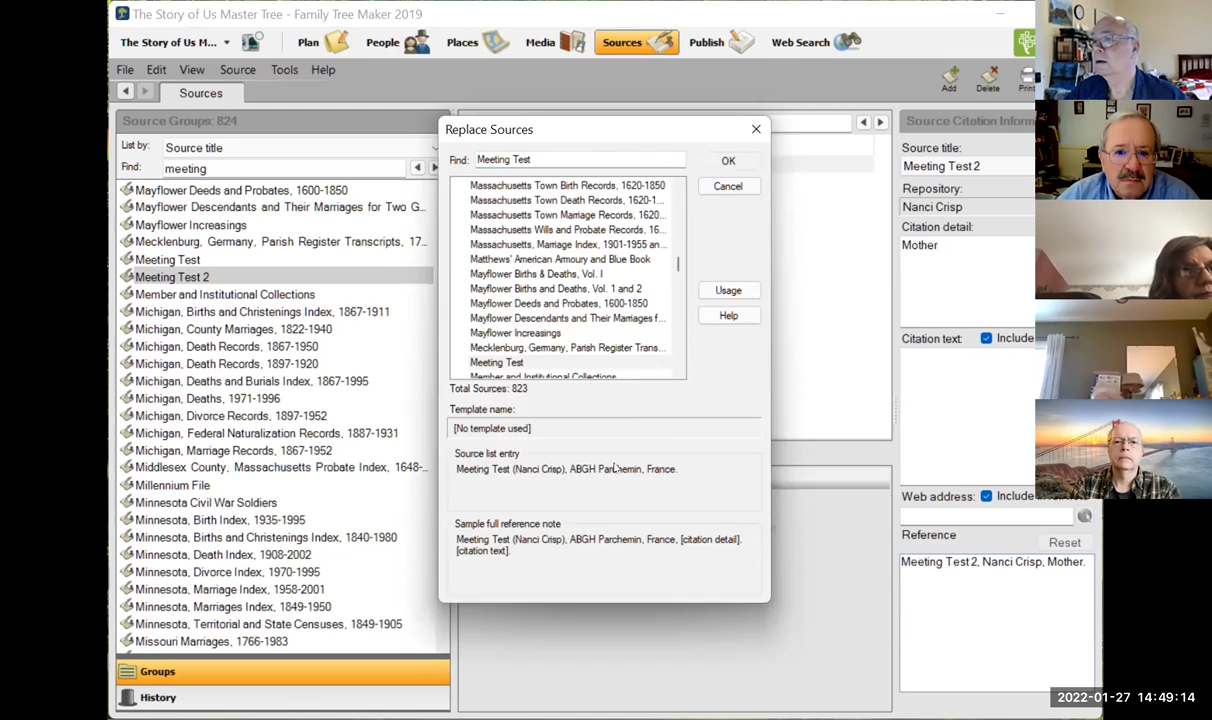 The Story of Us Master Tree - Family Tree Maker 2019
The Story of Us M...
Plan
People
Places
Media
Sources
Publish
Web Search
File Edit View Source Tools Help
Sources
Add
Delete
Source Groups: 824
List by: Source title
Find: meeting
Mayflower Deeds and Probates, 1600-1850
Mayflower Descendants and Their Marriages for Two G...
Mayflower Increasings
Mecklenburg, Germany, Parish Register Transcripts, 17...
Meeting Test
Meeting Test 2
Member and Institutional Collections
Michigan, Births and Christenings Index, 1867-1911
Michigan, County Marriages, 1822-1940
Michigan, Death Records, 1867-1950
Michigan, Death Records, 1897-1920
Michigan, Deaths and Burials Index, 1867-1995
Michigan, Deaths, 1971-1996
Michigan, Divorce Records, 1897-1952
Michigan, Federal Naturalization Records, 1887-1931
Michigan, Marriage Records, 1867-1952
Middlesex County, Massachusetts Probate Index, 1648-
Millennium File
Minnesota Civil War Soldiers
Minnesota, Birth Index, 1935-1995
Minnesota, Births and Christenings Index, 1840-1980
Minnesota, Death Index, 1908-2002
Minnesota, Divorce Index, 1970-1995
Minnesota, Marriage Index, 1958-2001
Minnesota, Marriages Index, 1849-1950
Minnesota, Territorial and State Censuses, 1849-1905
Missouri Marriages, 1766-1983
Groups
History
Replace Sources
Find: Meeting Test
OK
Cancel
Usage
Help
Massachusetts Town Birth Records, 1620-1850
Massachusetts Town Death Records, 1620-1...
Massachusetts Town Marriage Records, 1620...
Massachusetts Wills and Probate Records, 16...
Massachusetts, Marriage Index, 1901-1955 an...
Matthews' American Armoury and Blue Book
Mayflower Births & Deaths, Vol. I
Mayflower Births and Deaths, Vol. 1 and 2
Mayflower Deeds and Probates, 1600-1850
Mayflower Descendants and Their Marriages f...
Mayflower Increasings
Mecklenburg, Germany, Parish Register Trans...
Meeting Test
Member and Institutional Collections
Total Sources: 823
Template name:
[No template used]
Source list entry
Meeting Test (Nanci Crisp), ABGH Parchemin, France.
Sample full reference note
Meeting Test (Nanci Crisp), ABGH Parchemin, France, [citation detail].
[citation text].
Source Citation Inform
Source title:
Meeting Test 2
Repository:
Nanci Crisp
Citation detail:
Mother
Citation text: Include
Web address: Include
Reference
Reset
Meeting Test 2, Nanci Crisp, Mother.
2022-01-27 14:49:14